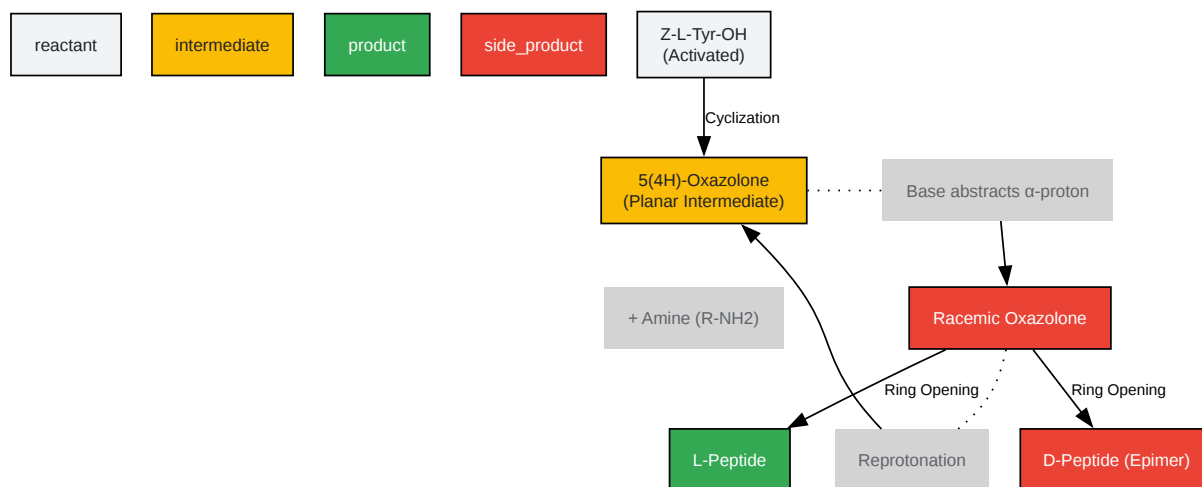 reactant
intermediate
product
side_product
Z-L-Tyr-OH
(Activated)
Cyclization
5(4H)-Oxazolone
(Planar Intermediate)
Base abstracts α-proton
+ Amine (R-NH2)
Racemic Oxazolone
Ring Opening
Ring Opening
L-Peptide
Reprotonation
D-Peptide (Epimer)